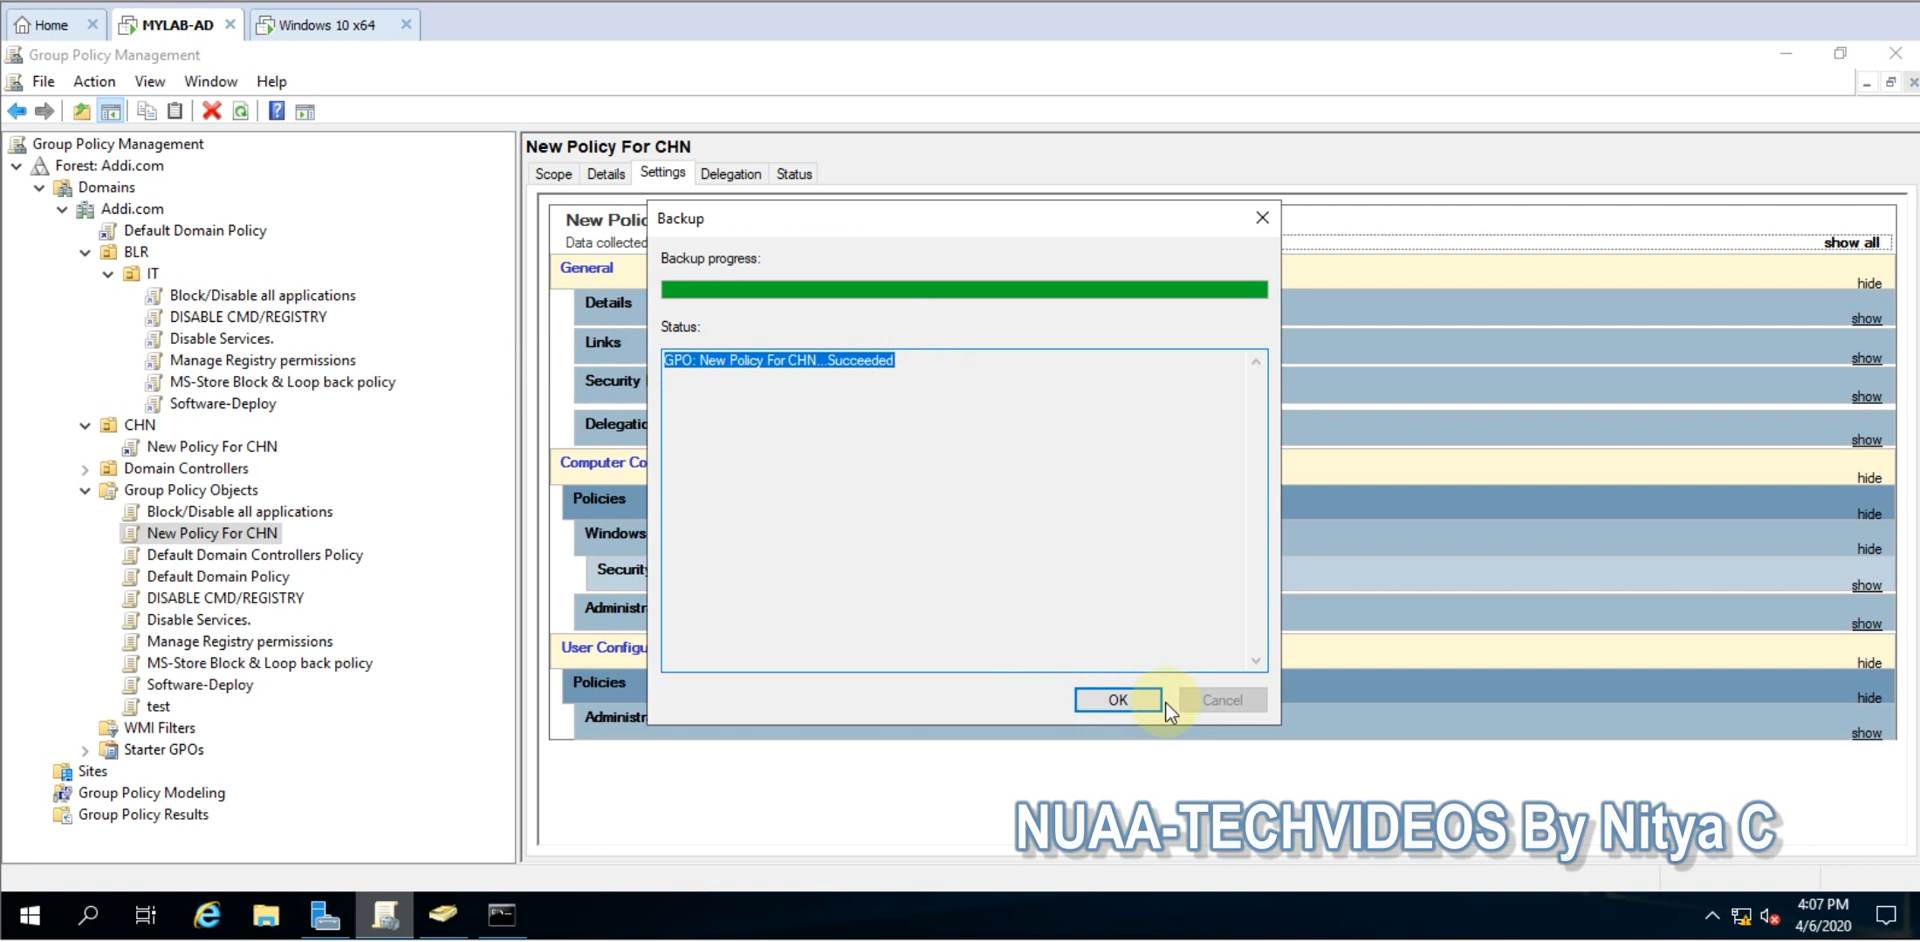 Home
MYLAB-AD
Windows 10 x64
Group Policy Management
File Action View Window Help
Group Policy Management
Forest: Addi.com
Domains
Addi.com
Default Domain Policy
BLR
IT
Block/Disable all applications
DISABLE CMD/REGISTRY
Disable Services.
Manage Registry permissions
MS-Store Block & Loop back policy
Software-Deploy
CHN
New Policy For CHN
Domain Controllers
Group Policy Objects
Block/Disable all applications
New Policy For CHN
Default Domain Controllers Policy
Default Domain Policy
DISABLE CMD/REGISTRY
Disable Services.
Manage Registry permissions
MS-Store Block & Loop back policy
Software-Deploy
test
WMI Filters
Starter GPOs
Sites
Group Policy Modeling
Group Policy Results
New Policy For CHN
Scope Details Settings Delegation Status
New Polic
Data collected
show all
General
hide
Details
show
Links
show
Security
show
Delegatio
show
Computer Co
hide
Policies
hide
Windows
hide
Securit
show
Administr
show
User Configu
hide
Policies
hide
Administr
show
Backup
Backup progress:
Status:
GPO: New Policy For CHN...Succeeded
OK
Cancel
NUAA-TECHVIDEOS By Nitya C
4:07 PM
4/6/2020